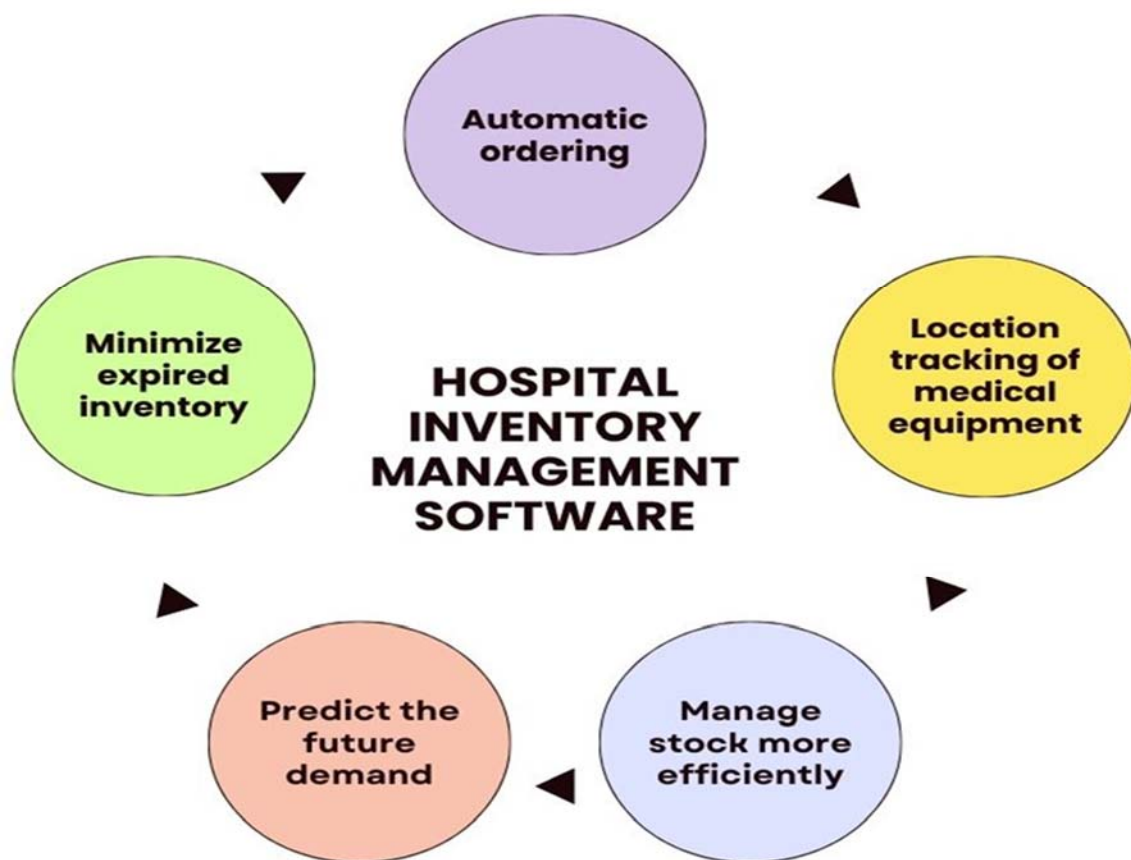 Automatic
ordering
Minimize
expired
inventory
Location
tracking of
medical
equipment
HOSPITAL
INVENTORY
MANAGEMENT
SOFTWARE
Predict the
future
demand
Manage
stock more
efficiently